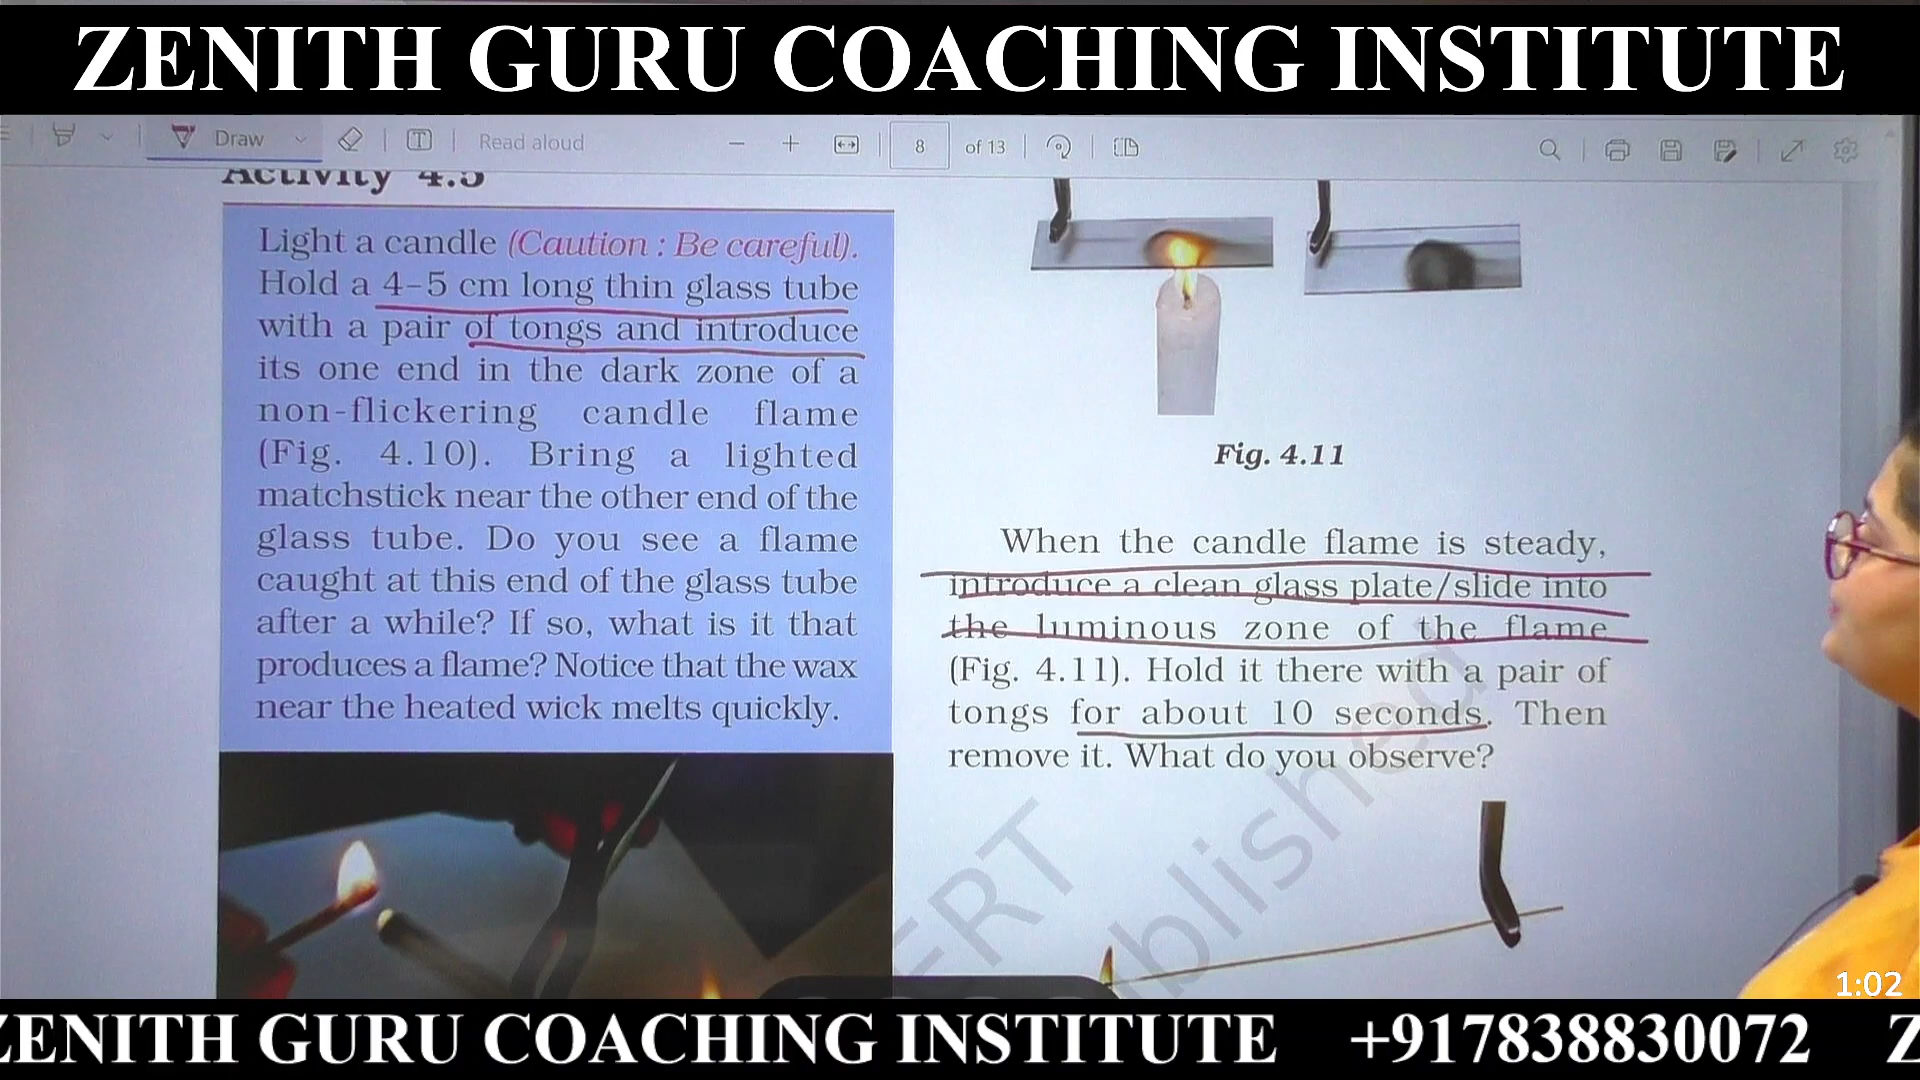 ZENITH GURU COACHING INSTITUTE
Draw
Read aloud
8
of 13
Activity 4.5
Light a candle (Caution : Be careful).
Hold a 4–5 cm long thin glass tube
with a pair of tongs and introduce
its one end in the dark zone of a
non-flickering candle flame
(Fig. 4.10). Bring a lighted
matchstick near the other end of the
glass tube. Do you see a flame
caught at this end of the glass tube
after a while? If so, what is it that
produces a flame? Notice that the wax
near the heated wick melts quickly.
Fig. 4.11
When the candle flame is steady,
introduce a clean glass plate/slide into
the luminous zone of the flame
(Fig. 4.11). Hold it there with a pair of
tongs for about 10 seconds. Then
remove it. What do you observe?
1:02
ZENITH GURU COACHING INSTITUTE +917838830072 Z